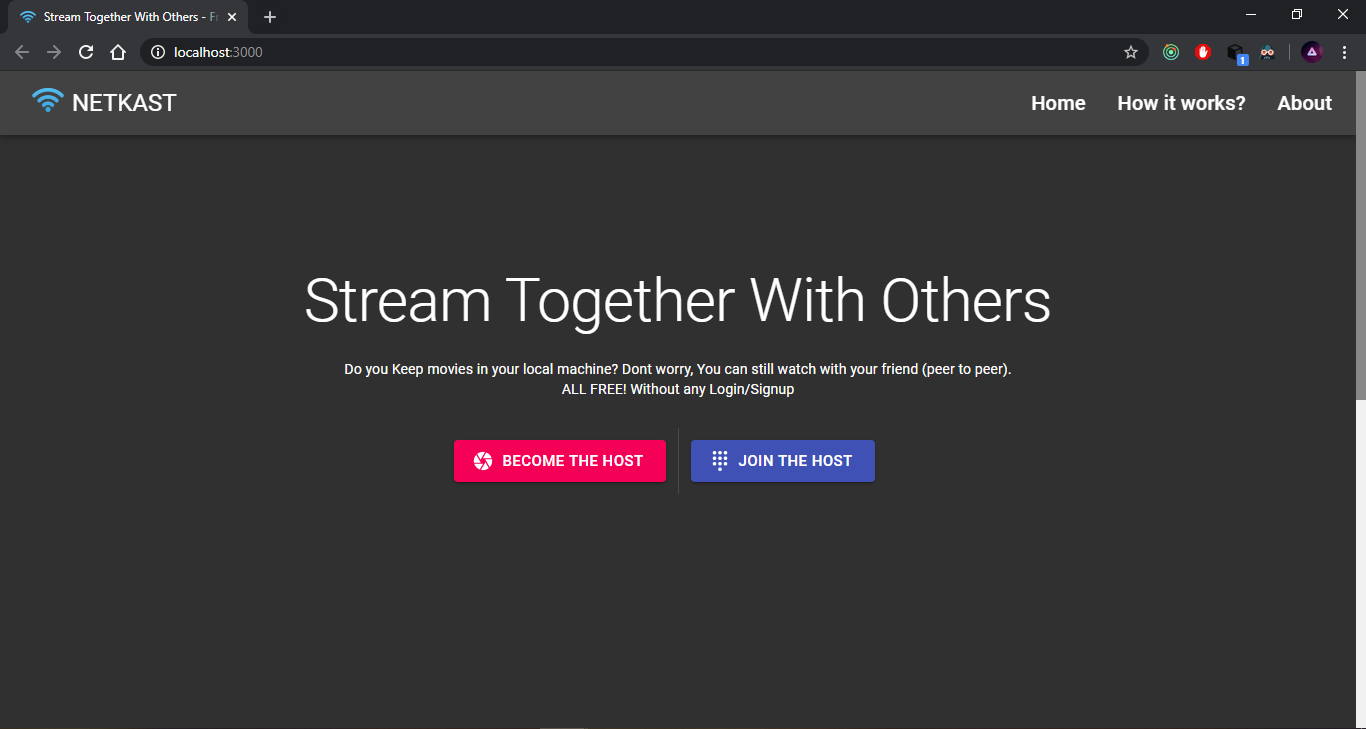 Stream Together With Others - Fr
localhost:3000
1
NETKAST
Home How it works? About
Stream Together With Others
Do you Keep movies in your local machine? Dont worry, You can still watch with your friend (peer to peer).
ALL FREE! Without any Login/Signup
BECOME THE HOST JOIN THE HOST